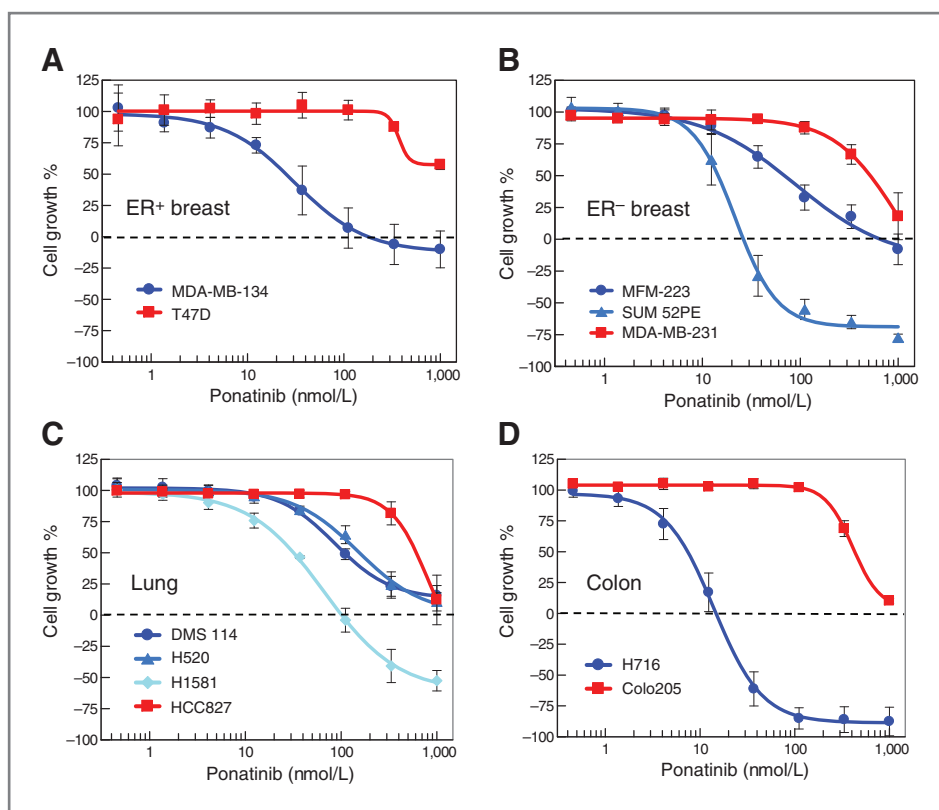 A
125
100
75
50
25
0
−25
−50
−75
−100
Cell growth %
ER+ breast
MDA-MB-134
T47D
1 10 100 1,000
Ponatinib (nmol/L)
B
125
100
75
50
25
0
−25
−50
−75
−100
Cell growth %
ER− breast
MFM-223
SUM 52PE
MDA-MB-231
1 10 100 1,000
Ponatinib (nmol/L)
C
125
100
75
50
25
0
−25
−50
−75
−100
Cell growth %
Lung
DMS 114
H520
H1581
HCC827
1 10 100 1,000
Ponatinib (nmol/L)
D
125
100
75
50
25
0
−25
−50
−75
−100
Cell growth %
Colon
H716
Colo205
1 10 100 1,000
Ponatinib (nmol/L)